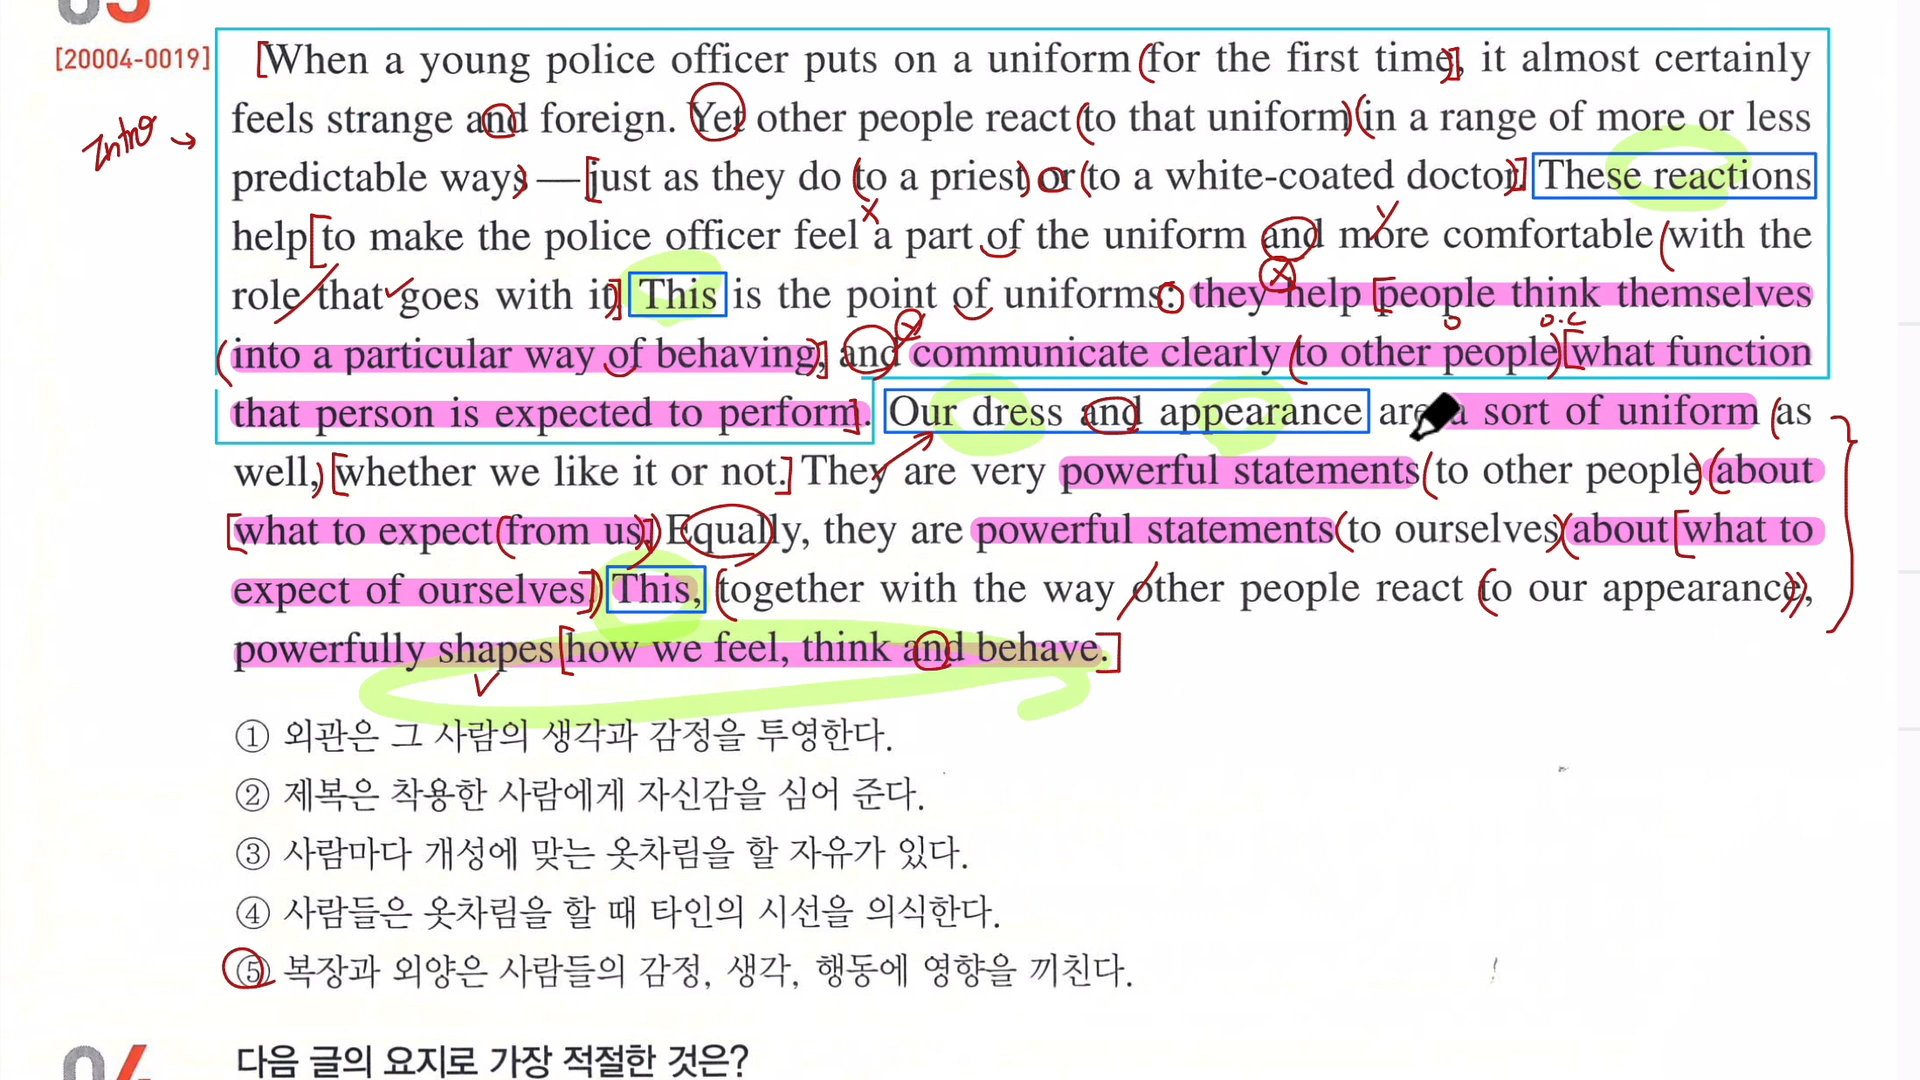 03
[20004-0019]
When a young police officer puts on a uniform for the first time, it almost certainly
feels strange and foreign. Yet other people react to that uniform in a range of more or less
Intro →
predictable ways — just as they do to a priest or to a white-coated doctor. These reactions
help to make the police officer feel a part of the uniform and more comfortable with the
role that goes with it. This is the point of uniforms: they help people think themselves
into a particular way of behaving, and communicate clearly to other people what function
O O.C
that person is expected to perform. Our dress and appearance are a sort of uniform as
well, whether we like it or not. They are very powerful statements to other people about
what to expect from us. Equally, they are powerful statements to ourselves about what to
expect of ourselves. This, together with the way other people react to our appearance,
powerfully shapes how we feel, think and behave.
① 외관은 그 사람의 생각과 감정을 투영한다.
② 제복은 착용한 사람에게 자신감을 심어 준다.
③ 사람마다 개성에 맞는 옷차림을 할 자유가 있다.
④ 사람들은 옷차림을 할 때 타인의 시선을 의식한다.
⑤ 복장과 외양은 사람들의 감정, 생각, 행동에 영향을 끼친다.
04
다음 글의 요지로 가장 적절한 것은?